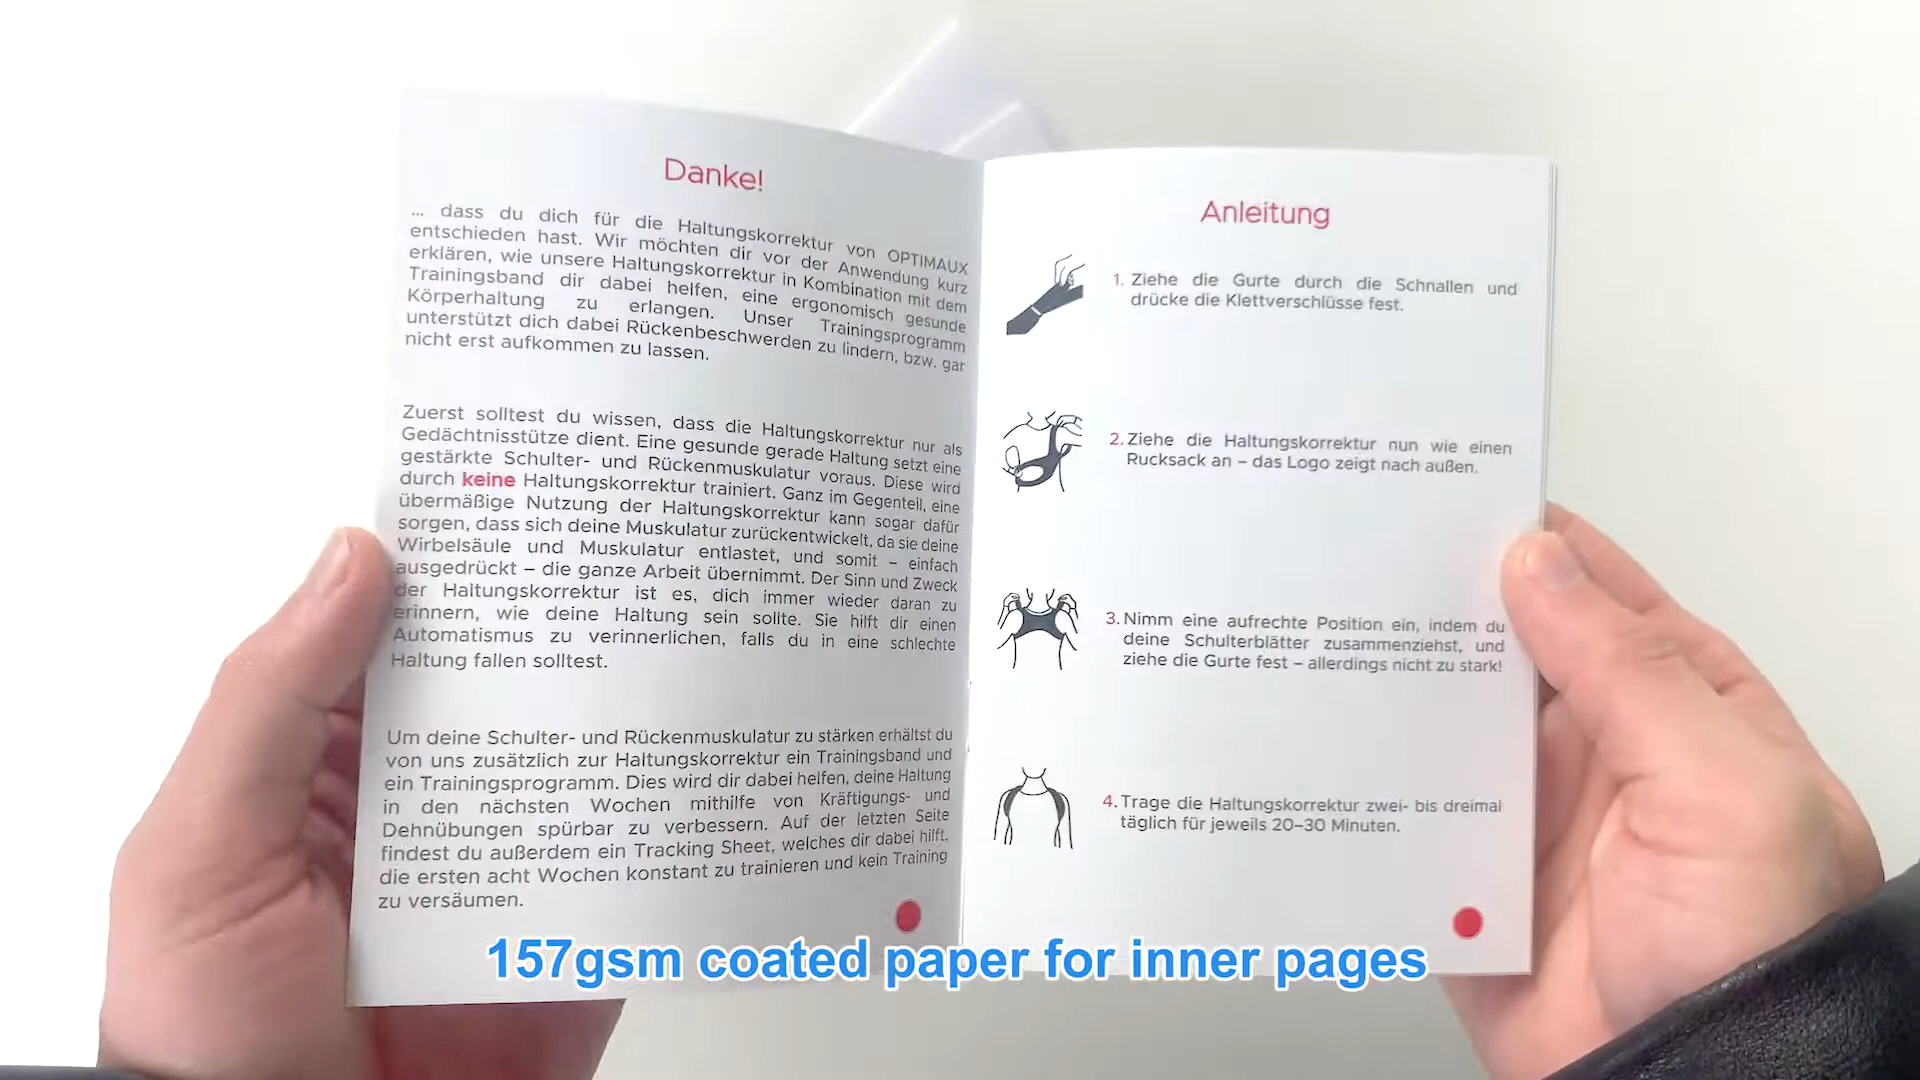 Danke!
... dass du dich für die Haltungskorrektur von OPTIMAUX
entschieden hast. Wir möchten dir vor der Anwendung kurz
erklären, wie unsere Haltungskorrektur in Kombination mit dem
Trainingsband dir dabei helfen, eine ergonomisch gesunde
Körperhaltung zu erlangen. Unser Trainingsprogramm
unterstützt dich dabei Rückenbeschwerden zu lindern, bzw. gar
nicht erst aufkommen zu lassen.
Zuerst solltest du wissen, dass die Haltungskorrektur nur als
Gedächtnisstütze dient. Eine gesunde gerade Haltung setzt eine
gestärkte Schulter- und Rückenmuskulatur voraus. Diese wird
durch keine Haltungskorrektur trainiert. Ganz im Gegenteil, eine
übermäßige Nutzung der Haltungskorrektur kann sogar dafür
sorgen, dass sich deine Muskulatur zurückentwickelt, da sie deine
Wirbelsäule und Muskulatur entlastet, und somit – einfach
ausgedrückt – die ganze Arbeit übernimmt. Der Sinn und Zweck
der Haltungskorrektur ist es, dich immer wieder daran zu
erinnern, wie deine Haltung sein sollte. Sie hilft dir einen
Automatismus zu verinnerlichen, falls du in eine schlechte
Haltung fallen solltest.
Um deine Schulter- und Rückenmuskulatur zu stärken erhältst du
von uns zusätzlich zur Haltungskorrektur ein Trainingsband und
ein Trainingsprogramm. Dies wird dir dabei helfen, deine Haltung
in den nächsten Wochen mithilfe von Kräftigungs- und
Dehnübungen spürbar zu verbessern. Auf der letzten Seite
findest du außerdem ein Tracking Sheet, welches dir dabei hilft,
die ersten acht Wochen konstant zu trainieren und kein Training
zu versäumen.
Anleitung
1. Ziehe die Gurte durch die Schnallen und
drücke die Klettverschlüsse fest.
2. Ziehe die Haltungskorrektur nun wie einen
Rucksack an – das Logo zeigt nach außen.
3. Nimm eine aufrechte Position ein, indem du
deine Schulterblätter zusammenziehst, und
ziehe die Gurte fest – allerdings nicht zu stark!
4. Trage die Haltungskorrektur zwei- bis dreimal
täglich für jeweils 20–30 Minuten.
157gsm coated paper for inner pages